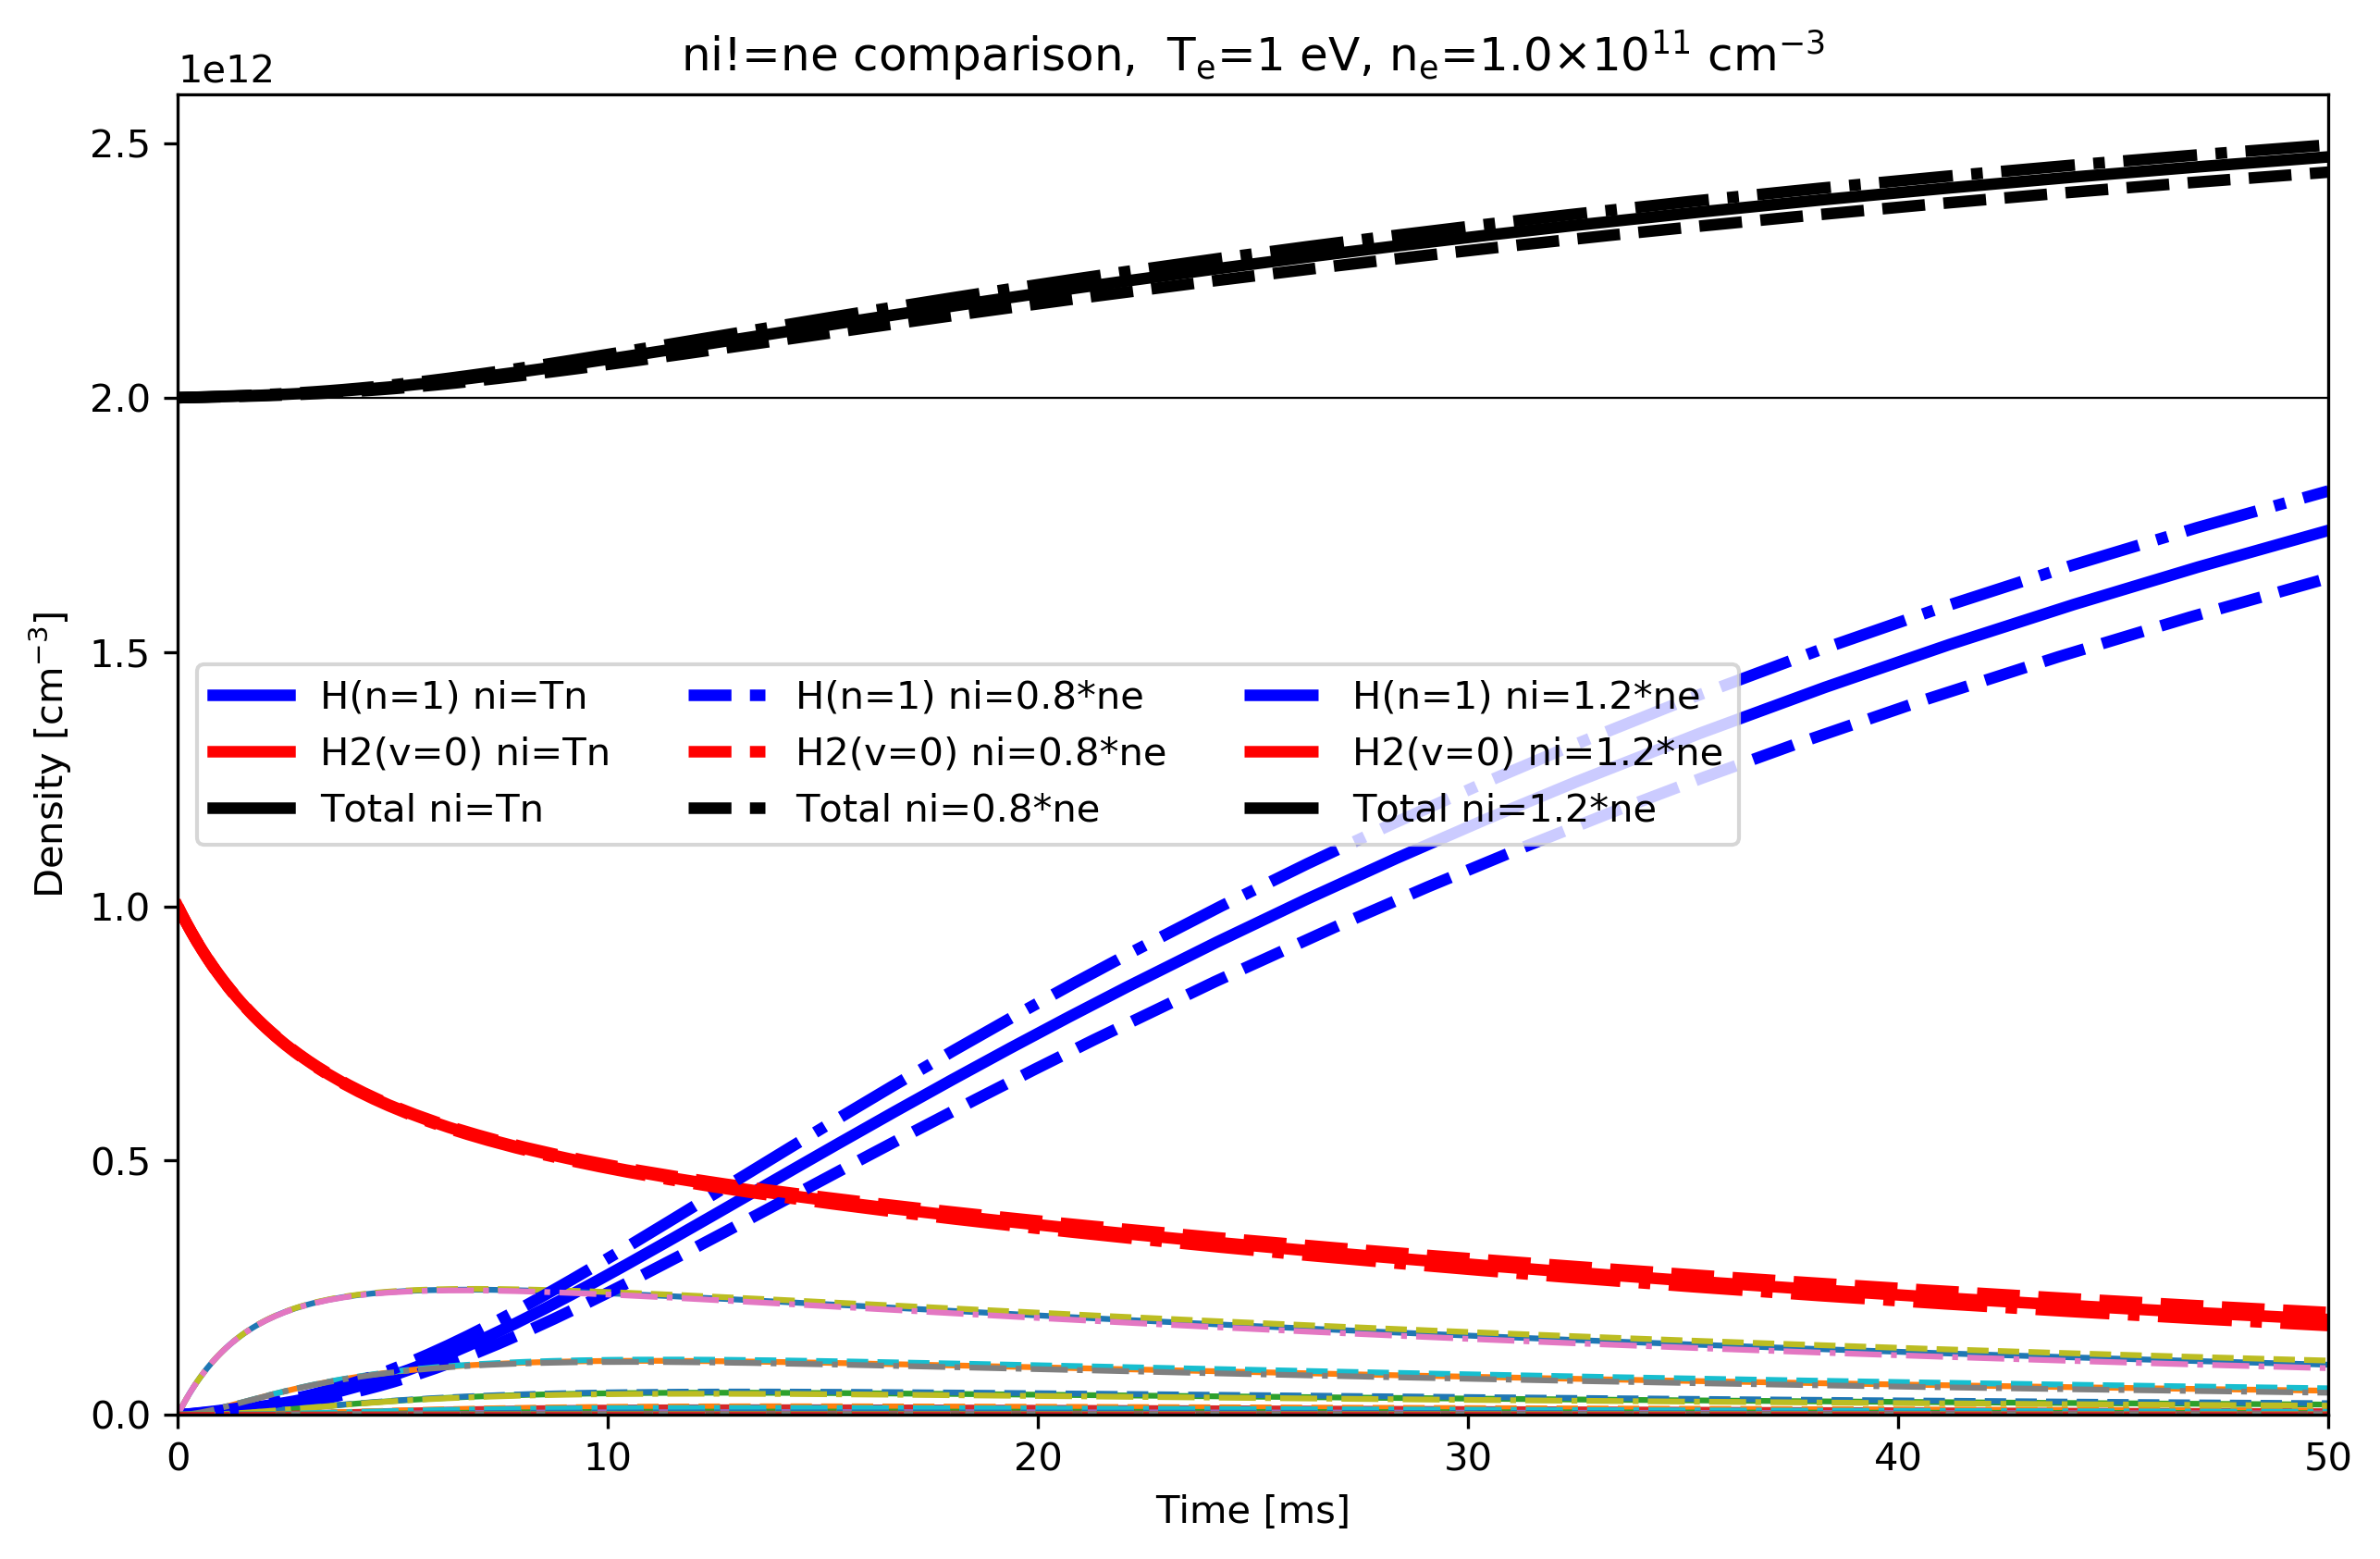 ni!=ne comparison, Tₑ=1 eV, nₑ=1.0×10¹¹ cm⁻³
1e12
2.5
2.0
1.5
1.0
0.5
0.0
Density [cm⁻³]
H(n=1) ni=Tn
H2(v=0) ni=Tn
Total ni=Tn
H(n=1) ni=0.8*ne
H2(v=0) ni=0.8*ne
Total ni=0.8*ne
H(n=1) ni=1.2*ne
H2(v=0) ni=1.2*ne
Total ni=1.2*ne
0 10 20 30 40 50
Time [ms]